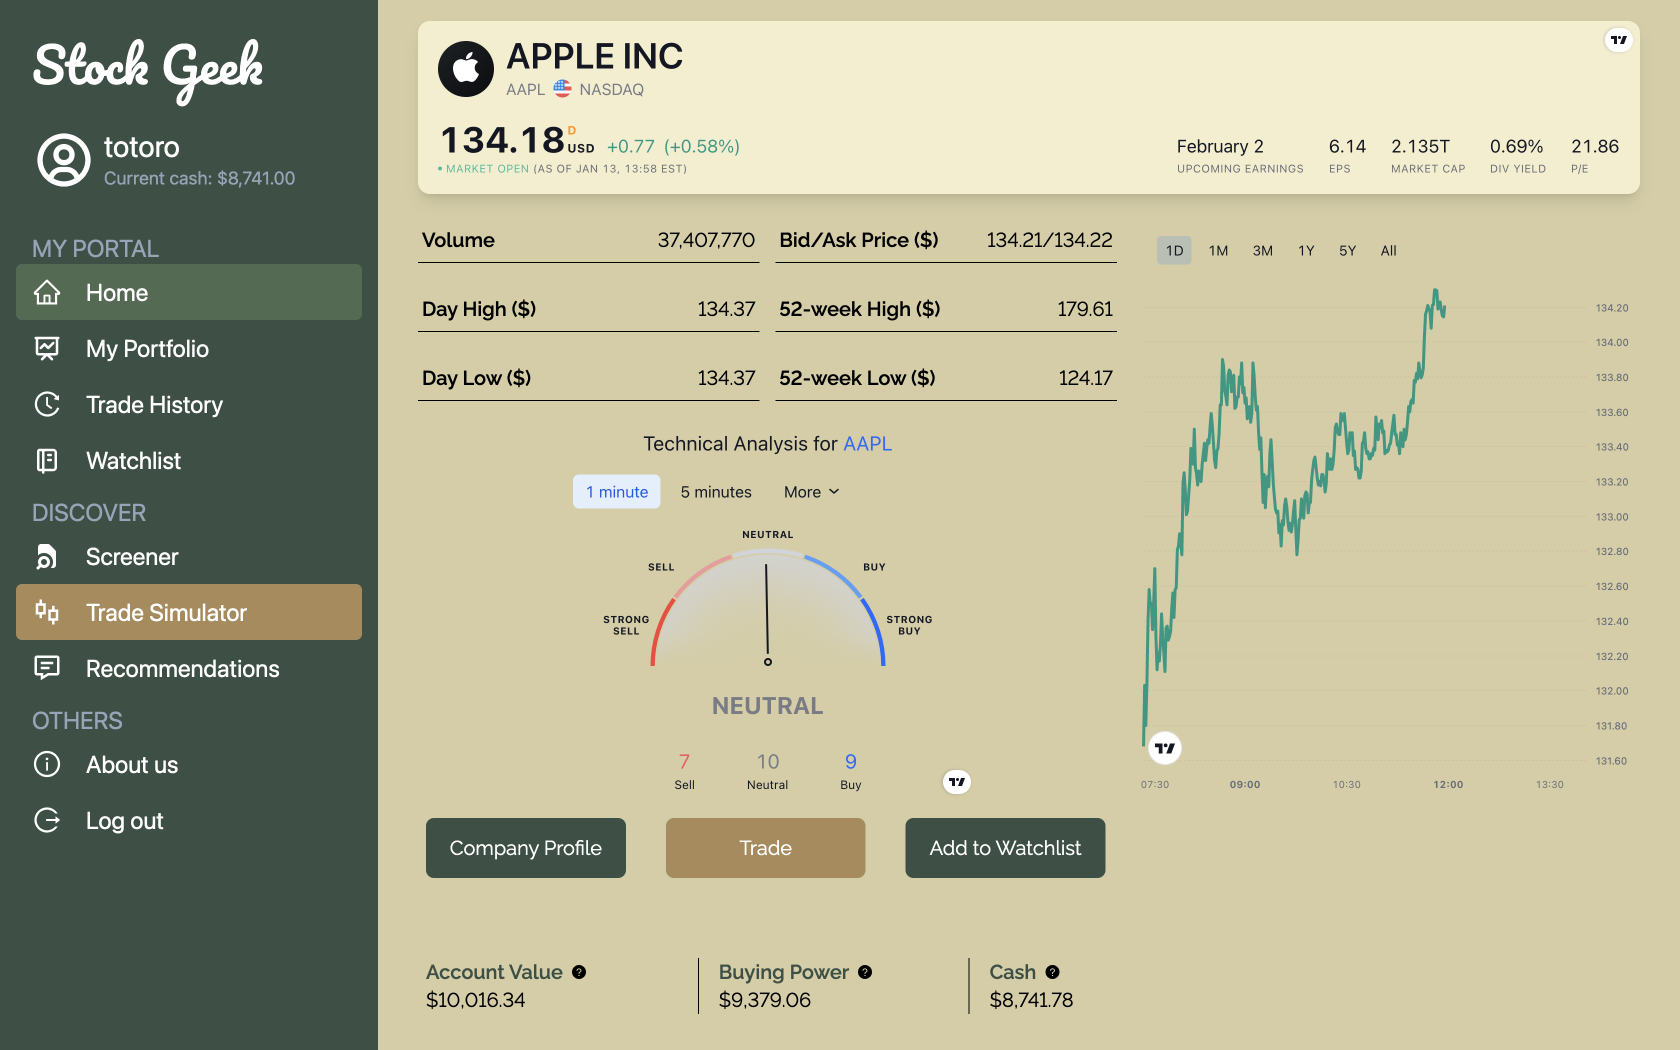 Stock Geek
totoro
Current cash: $8,741.00
MY PORTAL
Home
My Portfolio
Trade History
Watchlist
DISCOVER
Screener
Trade Simulator
Recommendations
OTHERS
About us
Log out
APPLE INC
AAPL NASDAQ
134.18 D USD +0.77 (+0.58%)
• MARKET OPEN (AS OF JAN 13, 13:58 EST)
February 2 6.14 2.135T 0.69% 21.86
UPCOMING EARNINGS EPS MARKET CAP DIV YIELD P/E
Volume 37,407,770 Bid/Ask Price ($) 134.21/134.22
Day High ($) 134.37 52-week High ($) 179.61
Day Low ($) 134.37 52-week Low ($) 124.17
Technical Analysis for AAPL
1 minute 5 minutes More
NEUTRAL
SELL BUY
STRONG SELL STRONG BUY
NEUTRAL
7 10 9
Sell Neutral Buy
1D 1M 3M 1Y 5Y All
134.20
134.00
133.80
133.60
133.40
133.20
133.00
132.80
132.60
132.40
132.20
132.00
131.80
131.60
07:30 09:00 10:30 12:00 13:30
Company Profile Trade Add to Watchlist
Account Value ? Buying Power ? Cash ?
$10,016.34 $9,379.06 $8,741.78